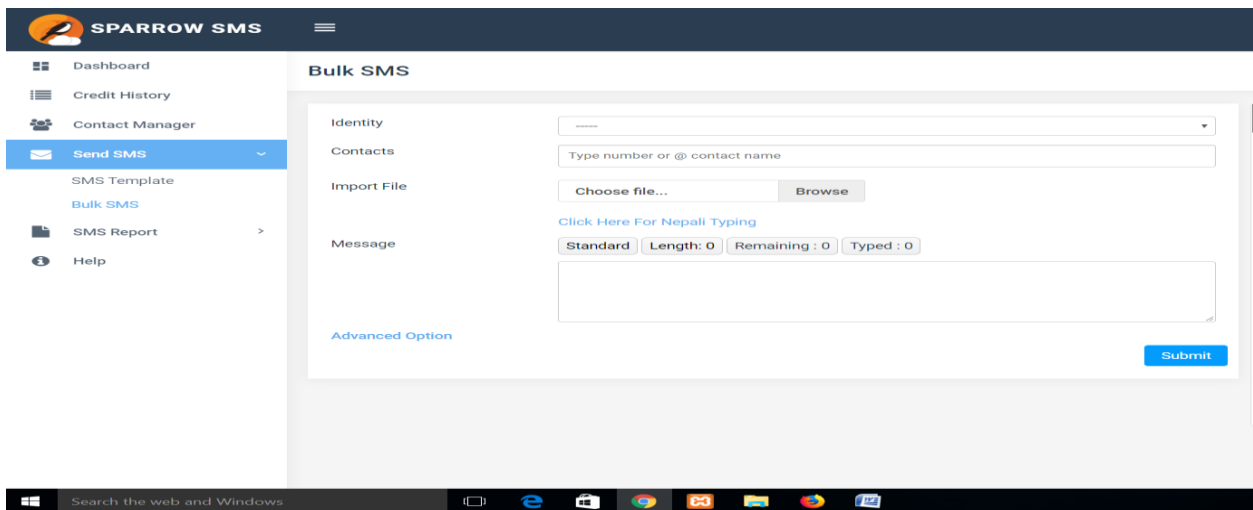 SPARROW SMS
Dashboard
Credit History
Contact Manager
Send SMS
SMS Template
Bulk SMS
SMS Report
Help
Bulk SMS
Identity
-----
Contacts
Type number or @ contact name
Import File
Choose file... Browse
Click Here For Nepali Typing
Message
Standard Length: 0 Remaining : 0 Typed : 0
Advanced Option
Submit
Search the web and Windows